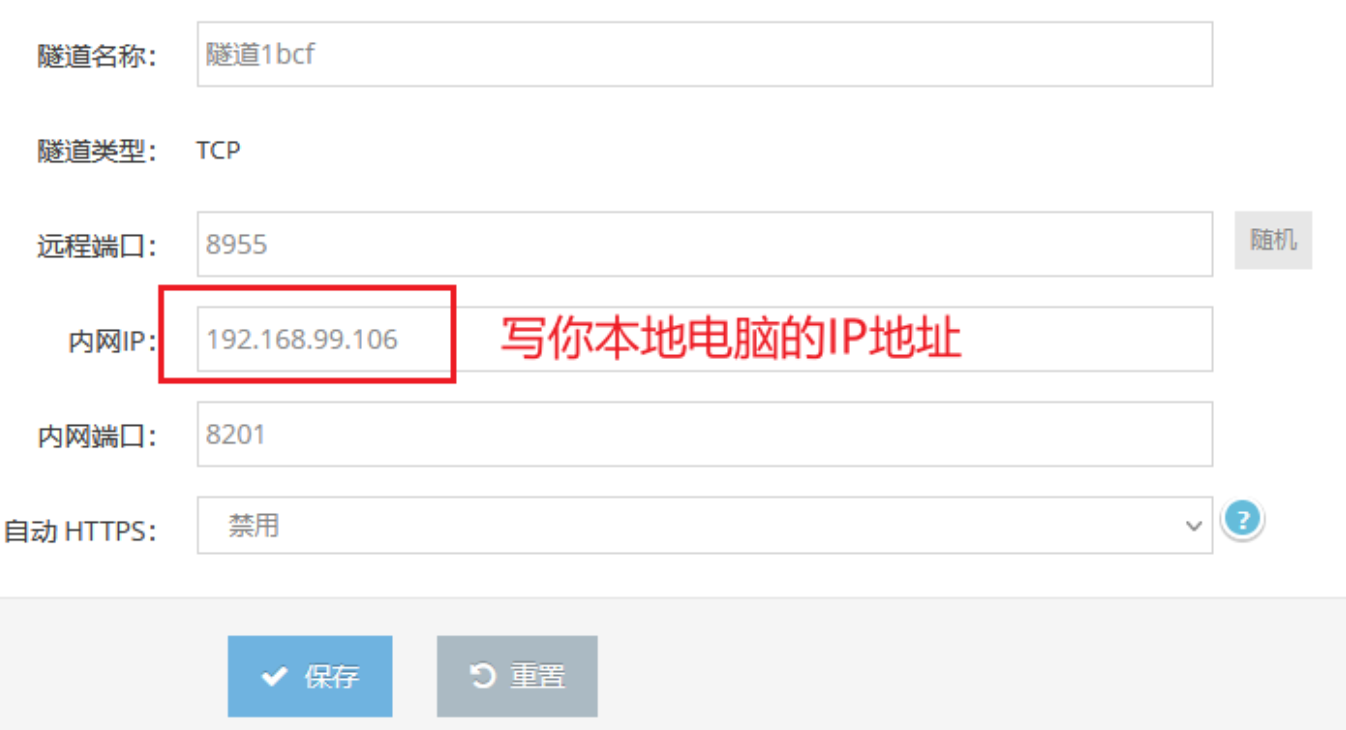 隧道名称： 隧道1bcf
隧道类型： TCP
远程端口： 8955 随机
内网IP： 192.168.99.106 写你本地电脑的IP地址
内网端口： 8201
自动 HTTPS： 禁用 ?
保存 重置